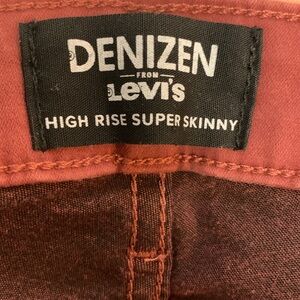 DENIZEN
FROM
Levi's
HIGH RISE SUPER SKINNY